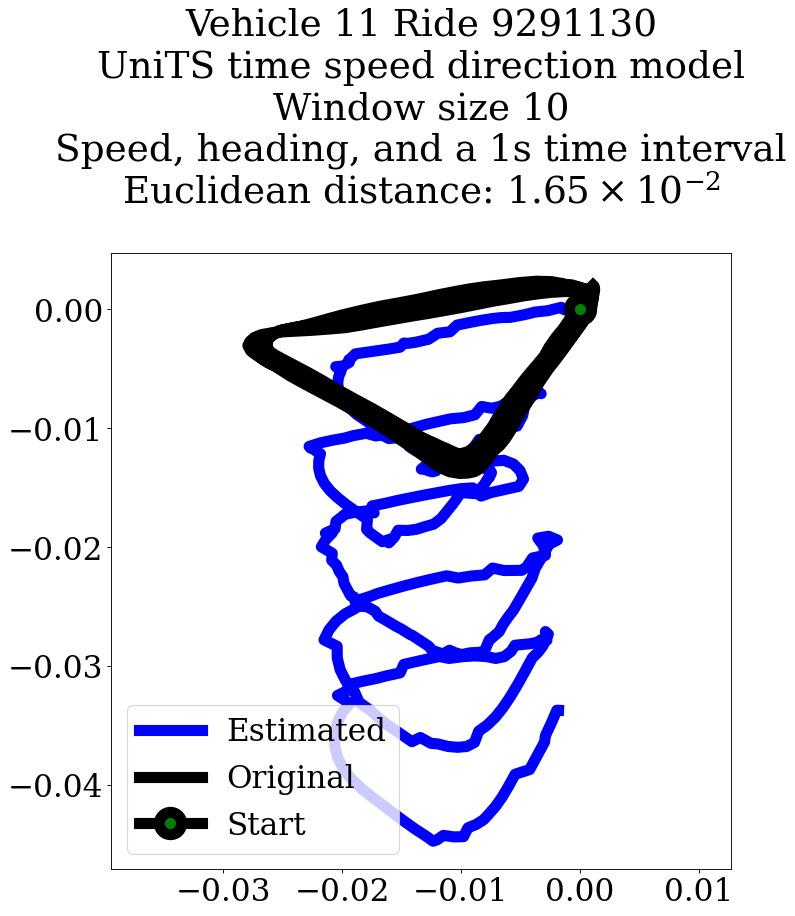 Vehicle 11 Ride 9291130
UniTS time speed direction model
Window size 10
Speed, heading, and a 1s time interval
Euclidean distance: 1.65 × 10⁻²
0.00
−0.01
−0.02
−0.03
−0.04
Estimated
Original
Start
−0.03 −0.02 −0.01 0.00 0.01